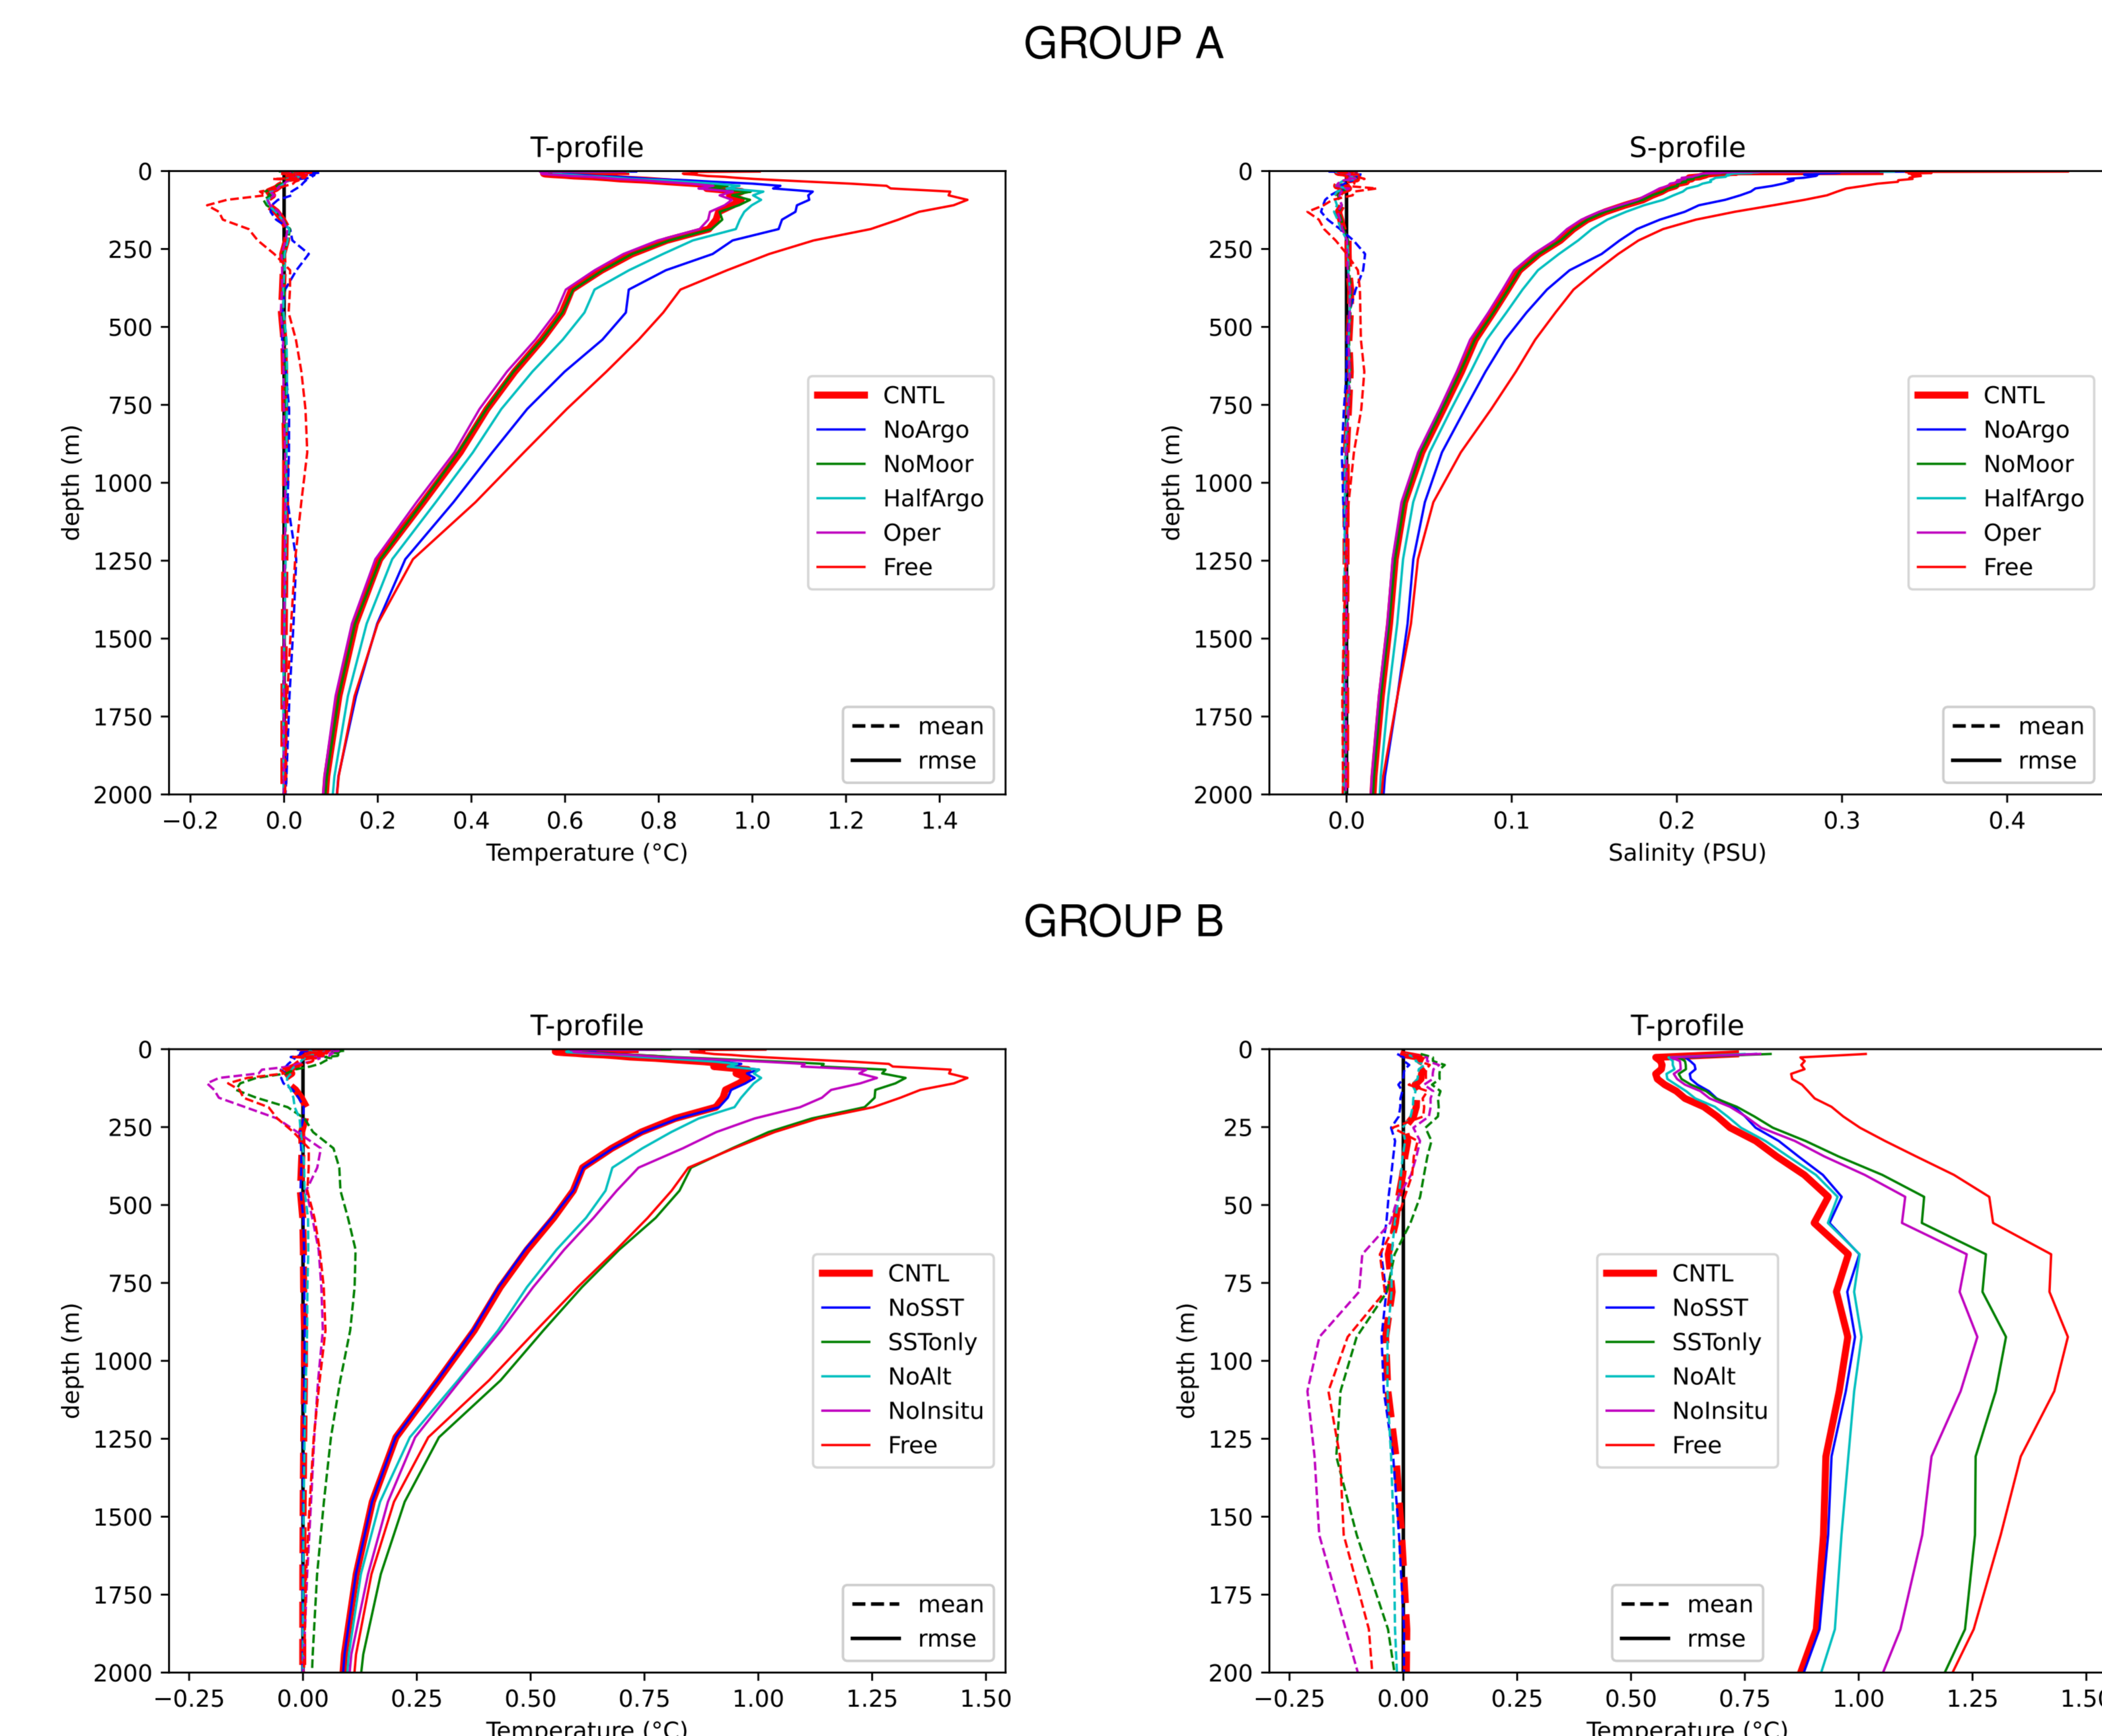 GROUP A
T-profile
0
250
500
750
1000
1250
1500
1750
2000
depth (m)
−0.2 0.0 0.2 0.4 0.6 0.8 1.0 1.2 1.4
Temperature (°C)
CNTL
NoArgo
NoMoor
HalfArgo
Oper
Free
mean
rmse
S-profile
0
250
500
750
1000
1250
1500
1750
2000
depth (m)
0.0 0.1 0.2 0.3 0.4
Salinity (PSU)
CNTL
NoArgo
NoMoor
HalfArgo
Oper
Free
mean
rmse
GROUP B
T-profile
0
250
500
750
1000
1250
1500
1750
2000
depth (m)
−0.25 0.00 0.25 0.50 0.75 1.00 1.25 1.50
Temperature (°C)
CNTL
NoSST
SSTonly
NoAlt
NoInsitu
Free
mean
rmse
T-profile
0
25
50
75
100
125
150
175
200
depth (m)
−0.25 0.00 0.25 0.50 0.75 1.00 1.25 1.50
Temperature (°C)
CNTL
NoSST
SSTonly
NoAlt
NoInsitu
Free
mean
rmse